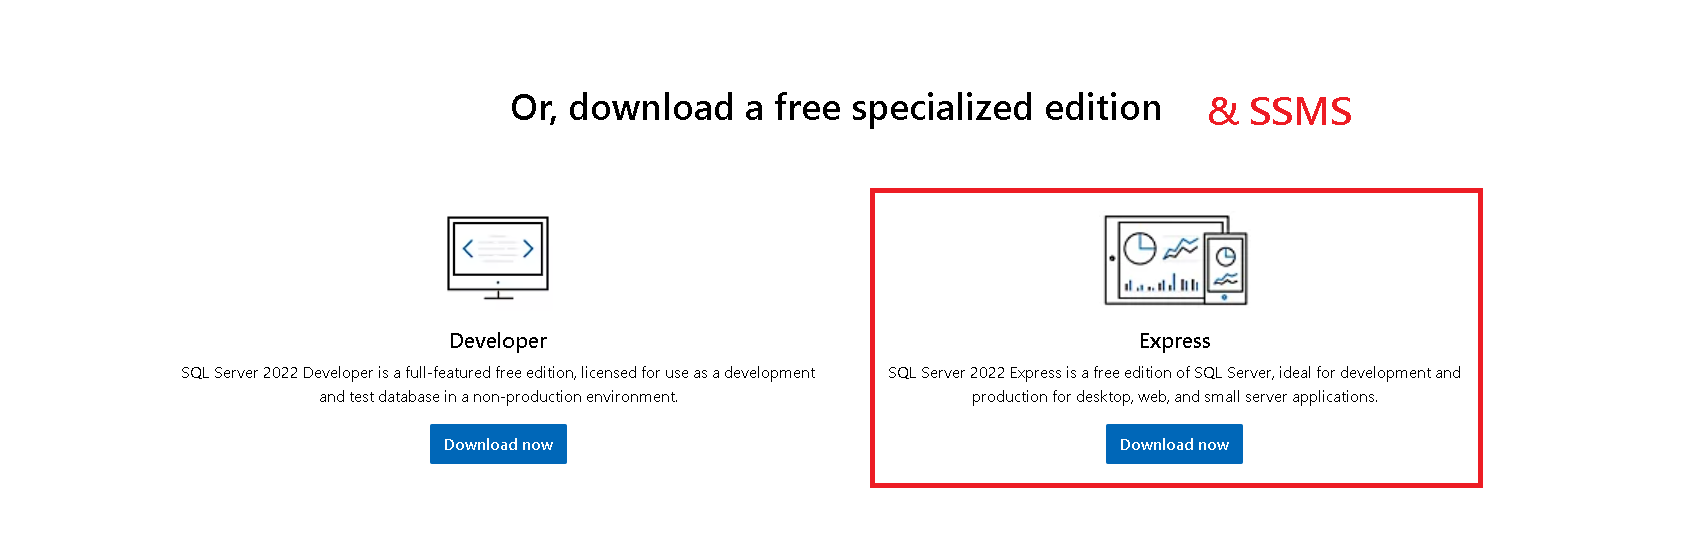 Or, download a free specialized edition & SSMS
Developer
SQL Server 2022 Developer is a full-featured free edition, licensed for use as a development
and test database in a non-production environment.
Download now
Express
SQL Server 2022 Express is a free edition of SQL Server, ideal for development and
production for desktop, web, and small server applications.
Download now